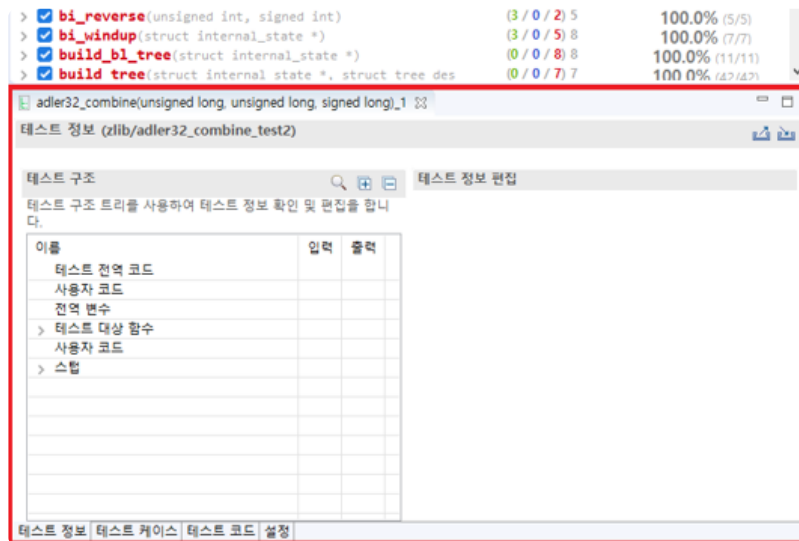 bi_reverse(unsigned int, signed int) (3 / 0 / 2) 5 100.0% (5/5)
bi_windup(struct internal_state *) (3 / 0 / 5) 8 100.0% (7/7)
build_bl_tree(struct internal_state *) (0 / 0 / 8) 8 100.0% (11/11)
build tree(struct internal state *, struct tree des (0 / 0 / 7) 7 100.0% (42/42)
adler32_combine(unsigned long, unsigned long, signed long)_1
테스트 정보 (zlib/adler32_combine_test2)
테스트 구조
테스트 구조 트리를 사용하여 테스트 정보 확인 및 편집을 합니
다.
이름 입력 출력
테스트 전역 코드
사용자 코드
전역 변수
테스트 대상 함수
사용자 코드
스텁
테스트 정보 편집
테스트 정보 테스트 케이스 테스트 코드 설정